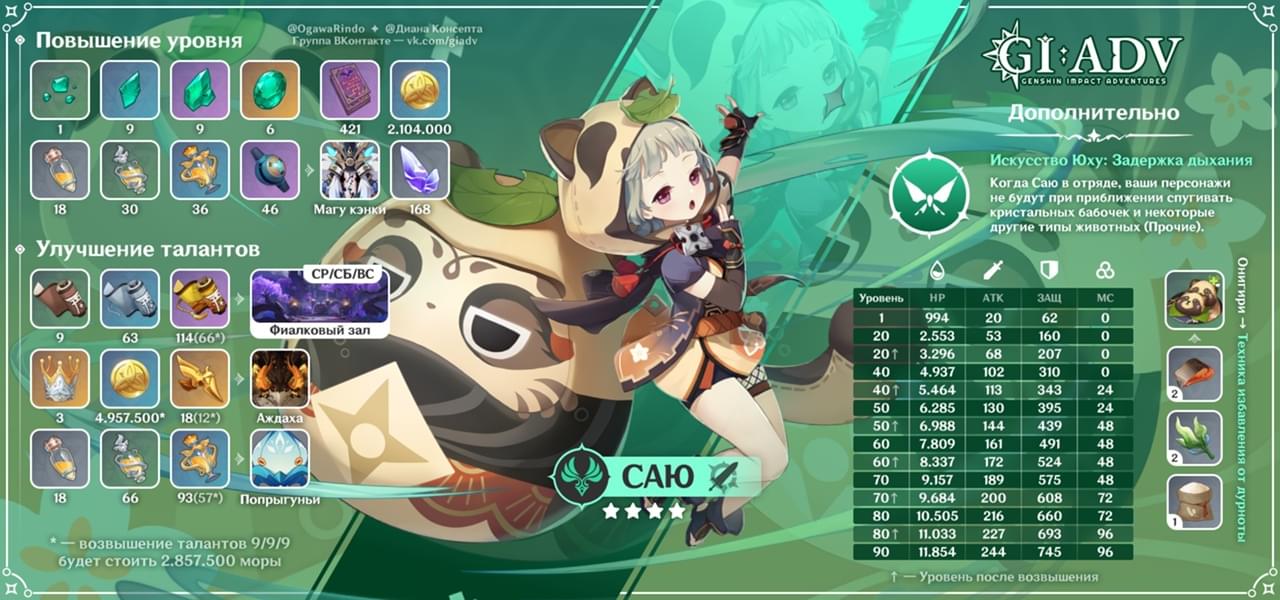 Повышение уровня
@OgawaRindo ✦ @Диана Консепта
Группа ВКонтакте — vk.com/giadv
1 9 9 6 421 2.104.000
18 30 36 46 Магу кэнки 168
Улучшение талантов
СР/СБ/ВС
Фиалковый зал
9 63 114(66*)
3 4.957.500* 18(12*) Аждаха
18 66 93(57*) Попрыгуньи
* — возвышение талантов 9/9/9
будет стоить 2.857.500 моры
САЮ
GI·ADV
GENSHIN IMPACT ADVENTURES
Дополнительно
Искусство Юху: Задержка дыхания
Когда Саю в отряде, ваши персонажи
не будут при приближении спугивать
кристальных бабочек и некоторые
другие типы животных (Прочие).
Уровень HP АТК ЗАЩ МС
1 994 20 62 0
20 2.553 53 160 0
20↑ 3.296 68 207 0
40 4.937 102 310 0
40↑ 5.464 113 343 24
50 6.285 130 395 24
50↑ 6.988 144 439 48
60 7.809 161 491 48
60↑ 8.337 172 524 48
70 9.157 189 575 48
70↑ 9.684 200 608 72
80 10.505 216 660 72
80↑ 11.033 227 693 96
90 11.854 244 745 96
↑ — Уровень после возвышения
2
2
1
Онигири → Техника избавления от дурноты